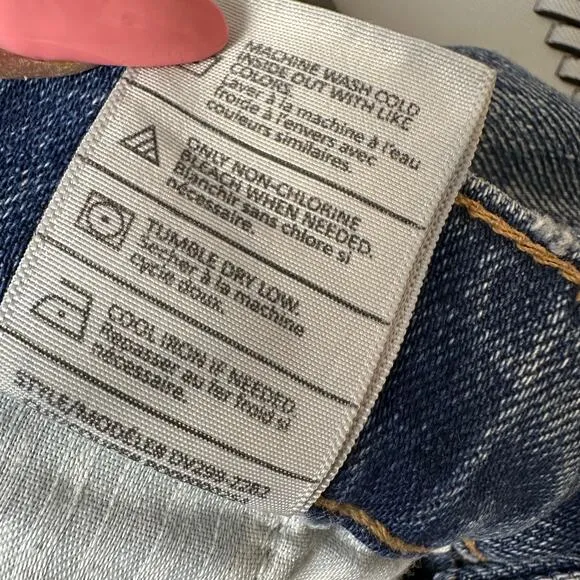 MACHINE WASH COLD
INSIDE OUT WITH LIKE
COLORS.
Laver à la machine à l'eau
froide à l'envers avec
couleurs similaires.
ONLY NON-CHLORINE
BLEACH WHEN NEEDED.
Blanchir sans chlore si
nécessaire.
TUMBLE DRY LOW.
Sécher à la machine
cycle doux.
COOL IRON IF NEEDED.
Repasser au fer froid si
nécessaire.
STYLE/MODÈLE#